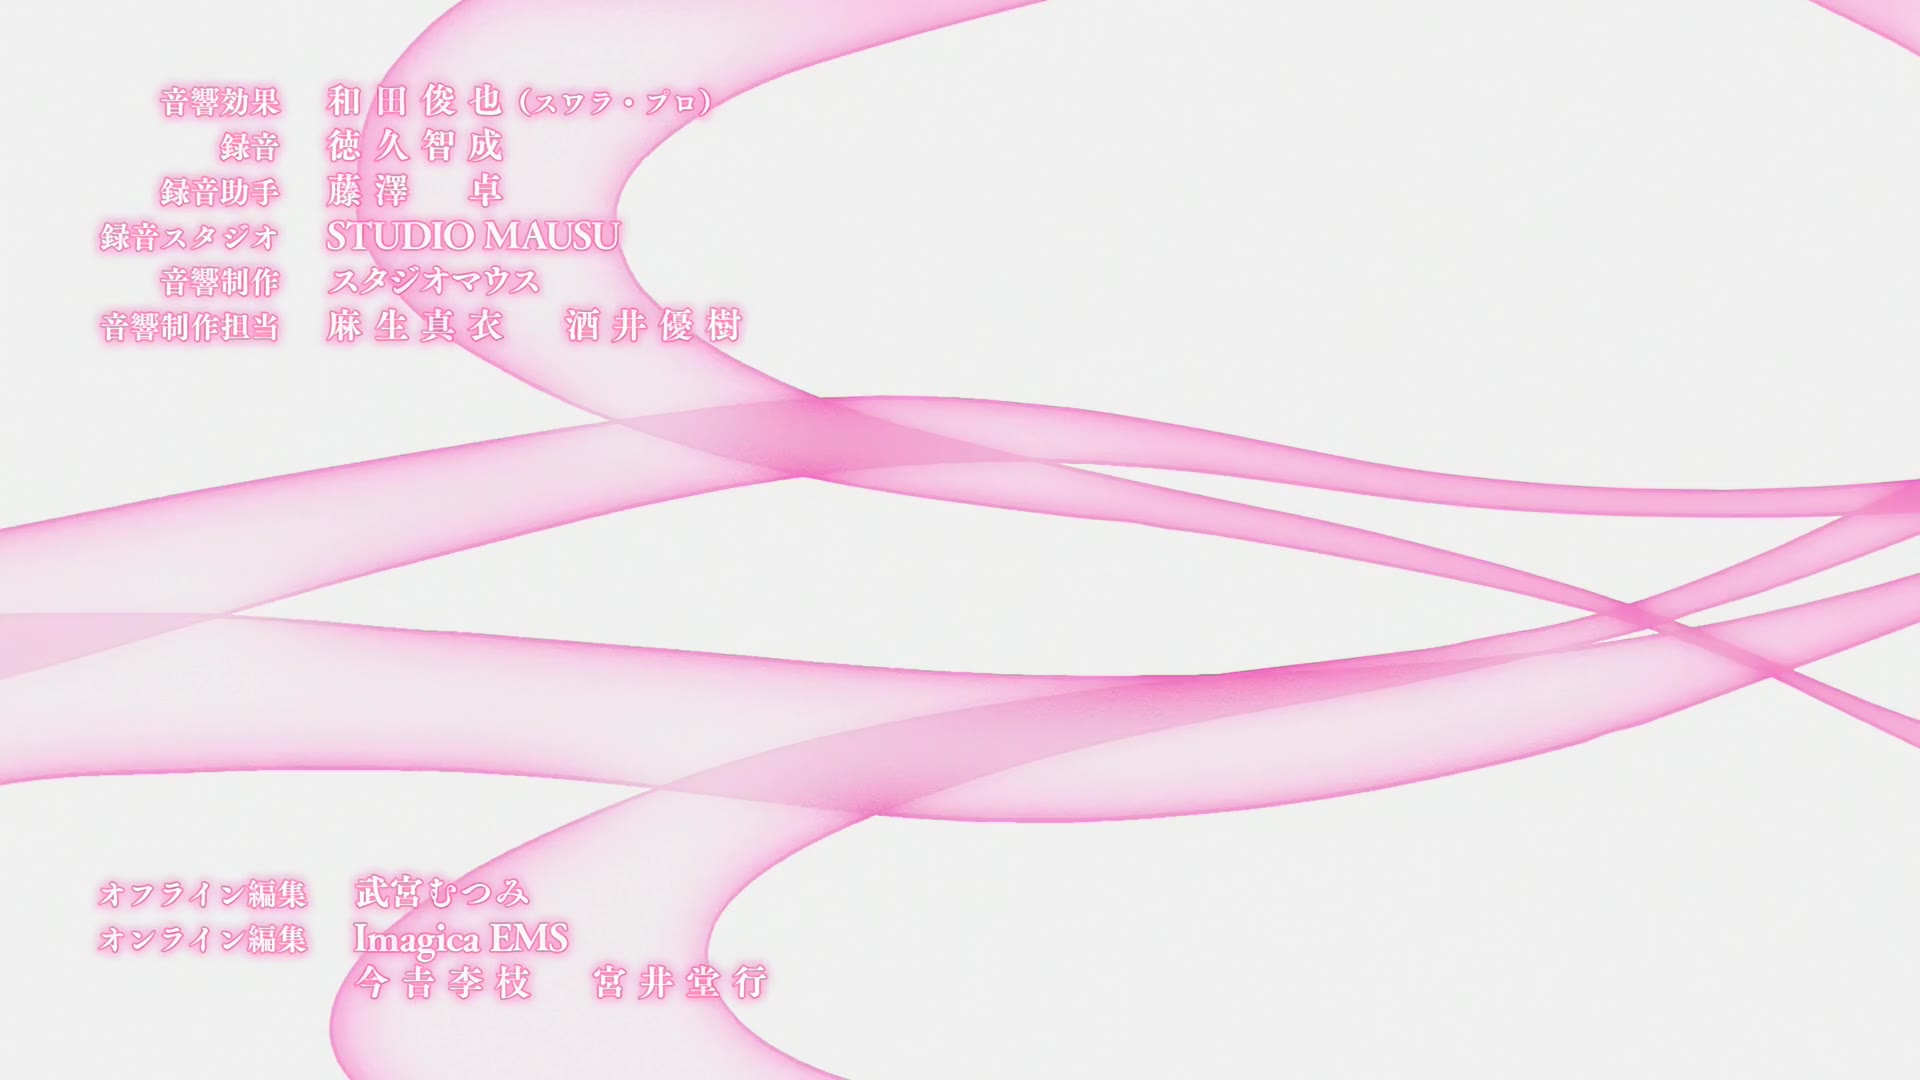 音響効果 和田俊也(スワラ・プロ)
録音 徳久智成
録音助手 藤澤 卓
録音スタジオ STUDIO MAUSU
音響制作 スタジオマウス
音響制作担当 麻生真衣 酒井優樹
オフライン編集 武宮むつみ
オンライン編集 Imagica EMS
今𠮷李枝 宮井堂行